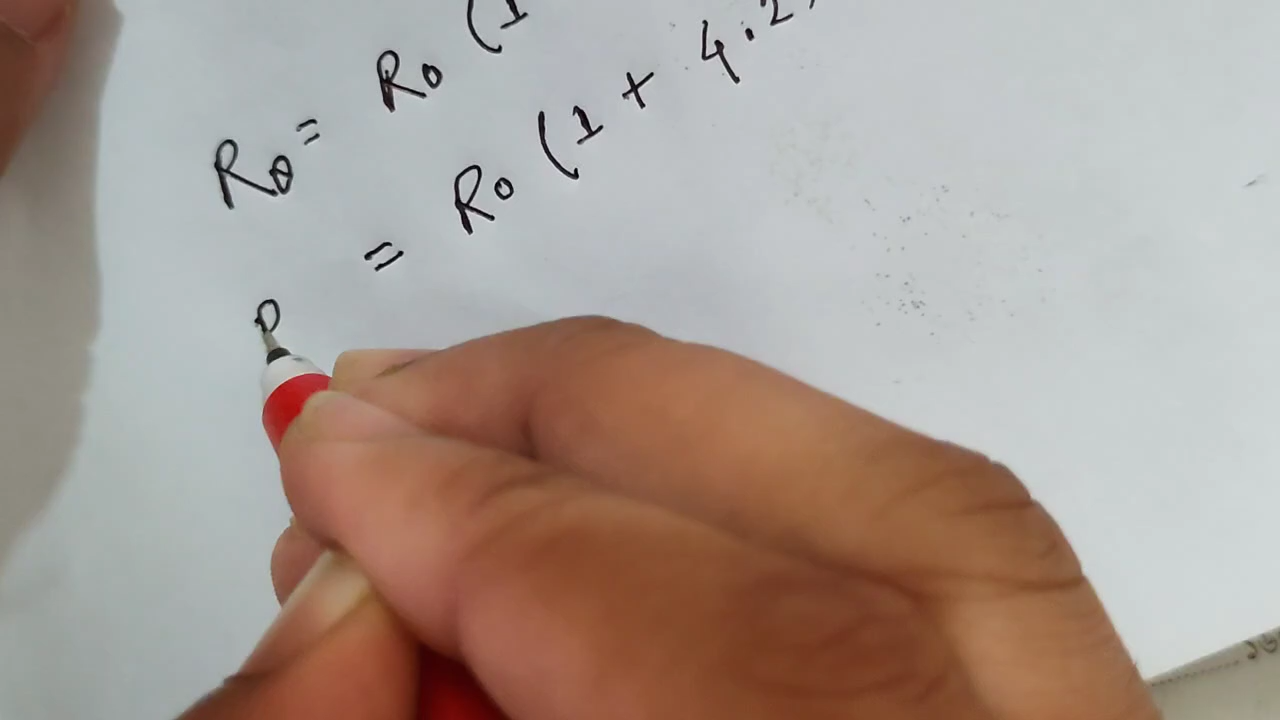 Rθ = R0 (1
= R0 (1 + 4.2